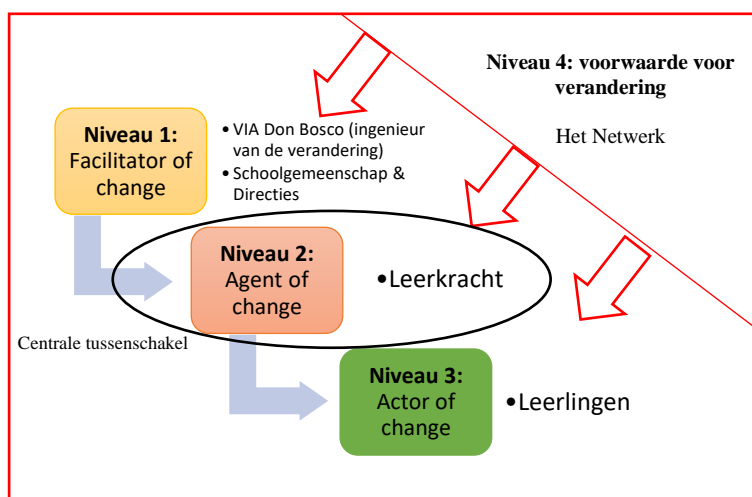 Niveau 4: voorwaarde voor
verandering
Het Netwerk
Niveau 1:
Facilitator of
change
• VIA Don Bosco (ingenieur
van de verandering)
• Schoolgemeenschap &
Directies
Niveau 2:
Agent of
change
•Leerkracht
Centrale tussenschakel
Niveau 3:
Actor of
change
•Leerlingen